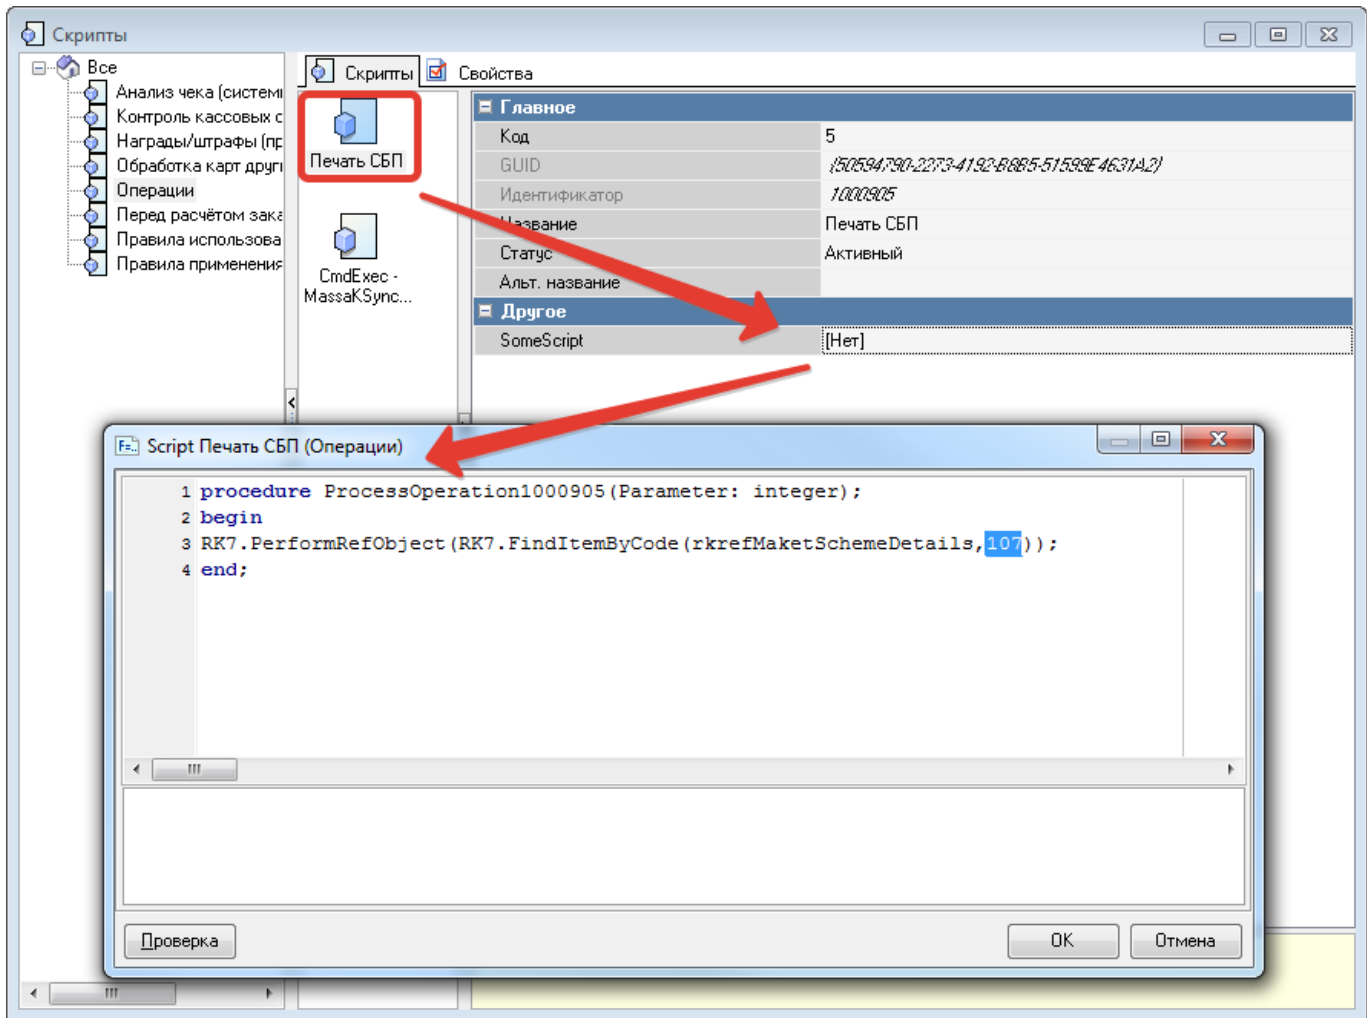 Скрипты
Все
Анализ чека (системн
Контроль кассовых с
Награды/штрафы (пр
Обработка карт други
Операции
Перед расчётом зака
Правила использова
Правила применения
Скрипты
Свойства
Печать СБП
CmdExec -
MassaKSync...
Главное
Код 5
GUID {50594790-2273-4192-B8B5-51599E4631A2}
Идентификатор 1000905
Название Печать СБП
Статус Активный
Альт. название
Другое
SomeScript [Нет]
Script Печать СБП (Операции)
1 procedure ProcessOperation1000905(Parameter: integer);
2 begin
3 RK7.PerformRefObject(RK7.FindItemByCode(rkrefMaketSchemeDetails,107));
4 end;
Проверка
OK
Отмена